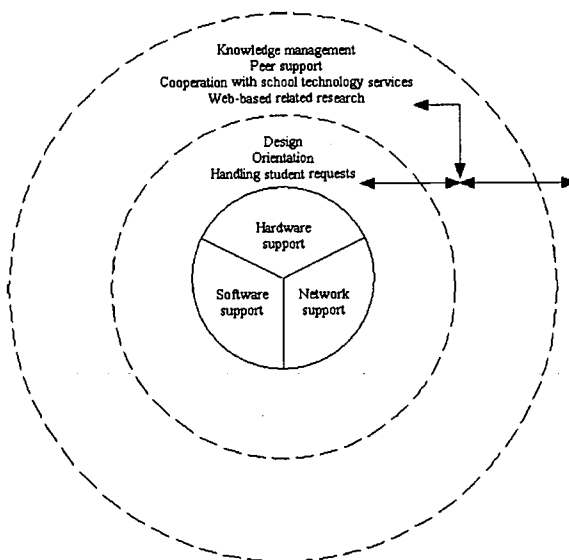 Knowledge management
Peer support
Cooperation with school technology services
Web-based related research
Design
Orientation
Handling student requests
Hardware
support
Software
support
Network
support